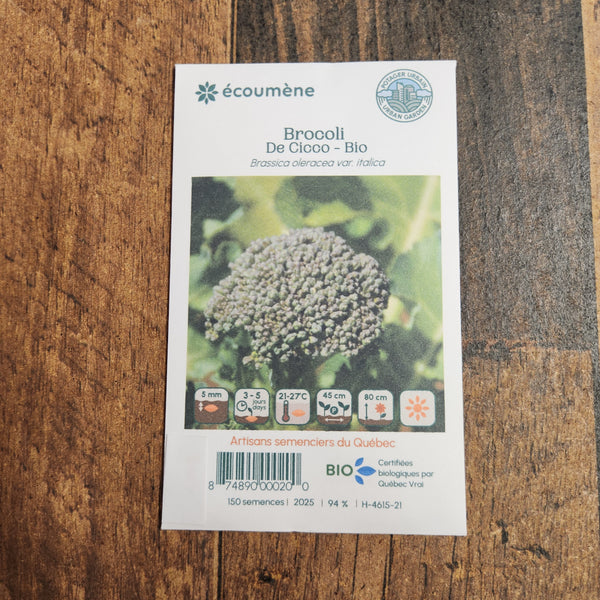 écoumène
POTAGER URBAIN
URBAN GARDEN
Brocoli
De Cicco - Bio
Brassica oleracea var. italica
5 mm
3 - 5
jours
days
21-27°C
45 cm
P
80 cm
Artisans semenciers du Québec
8 74890 00020 0
BIO
Certifiées
biologiques par
Québec Vrai
150 semences | 2025 | 94 % | H-4615-21